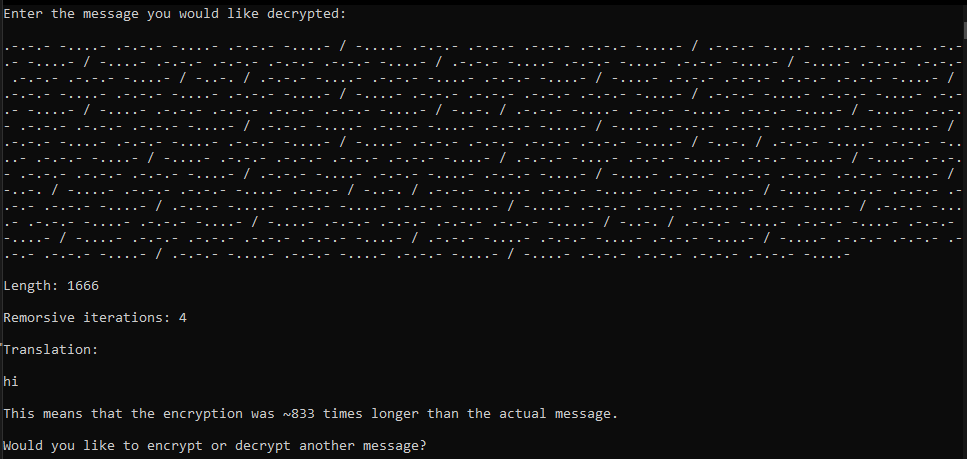 Enter the message you would like decrypted:
.-.-.- -....- .-.-.- -....- .-.-.- -....- / -....- .-.-.- .-.-.- .-.-.- .-.-.- -....- / .-.-.- -....- .-.-.- -....- .-.-
.- -....- / -....- .-.-.- .-.-.- .-.-.- .-.-.- -....- / .-.-.- -....- .-.-.- -....- .-.-.- -....- / -....- .-.-.- .-.-.-
 .-.-.- .-.-.- -....- / -..-. / .-.-.- -....- .-.-.- -....- .-.-.- -....- / -....- .-.-.- .-.-.- .-.-.- .-.-.- -....- /
.-.-.- -....- .-.-.- -....- .-.-.- -....- / -....- .-.-.- .-.-.- .-.-.- .-.-.- -....- / .-.-.- -....- .-.-.- -....- .-.-
.- -....- / -....- .-.-.- .-.-.- .-.-.- .-.-.- -....- / -..-. / .-.-.- -....- .-.-.- -....- .-.-.- -....- / -....- .-.-.
- .-.-.- .-.-.- .-.-.- -....- / .-.-.- -....- .-.-.- -....- .-.-.- -....- / -....- .-.-.- .-.-.- .-.-.- .-.-.- -....- /
.-.-.- -....- .-.-.- -....- .-.-.- -....- / -....- .-.-.- .-.-.- .-.-.- .-.-.- -....- / -..-. / .-.-.- -....- .-.-.- -..
..- .-.-.- -....- / -....- .-.-.- .-.-.- .-.-.- .-.-.- -....- / .-.-.- -....- .-.-.- -....- .-.-.- -....- / -....- .-.-.
- .-.-.- .-.-.- .-.-.- -....- / .-.-.- -....- .-.-.- -....- .-.-.- -....- / -....- .-.-.- .-.-.- .-.-.- .-.-.- -....- /
-..-. / -....- .-.-.- .-.-.- -....- .-.-.- / -..-. / .-.-.- -....- .-.-.- -....- .-.-.- -....- / -....- .-.-.- .-.-.- .-
.-.- .-.-.- -....- / .-.-.- -....- .-.-.- -....- .-.-.- -....- / -....- .-.-.- .-.-.- .-.-.- .-.-.- -....- / .-.-.- -...
.- .-.-.- -....- .-.-.- -....- / -....- .-.-.- .-.-.- .-.-.- .-.-.- -....- / -..-. / .-.-.- -....- .-.-.- -....- .-.-.-
-....- / -....- .-.-.- .-.-.- .-.-.- .-.-.- -....- / .-.-.- -....- .-.-.- -....- .-.-.- -....- / -....- .-.-.- .-.-.- .-
.-.- .-.-.- -....- / .-.-.- -....- .-.-.- -....- .-.-.- -....- / -....- .-.-.- .-.-.- .-.-.- .-.-.- -....-
Length: 1666
Remorsive iterations: 4
Translation:
hi
This means that the encryption was ~833 times longer than the actual message.
Would you like to encrypt or decrypt another message?